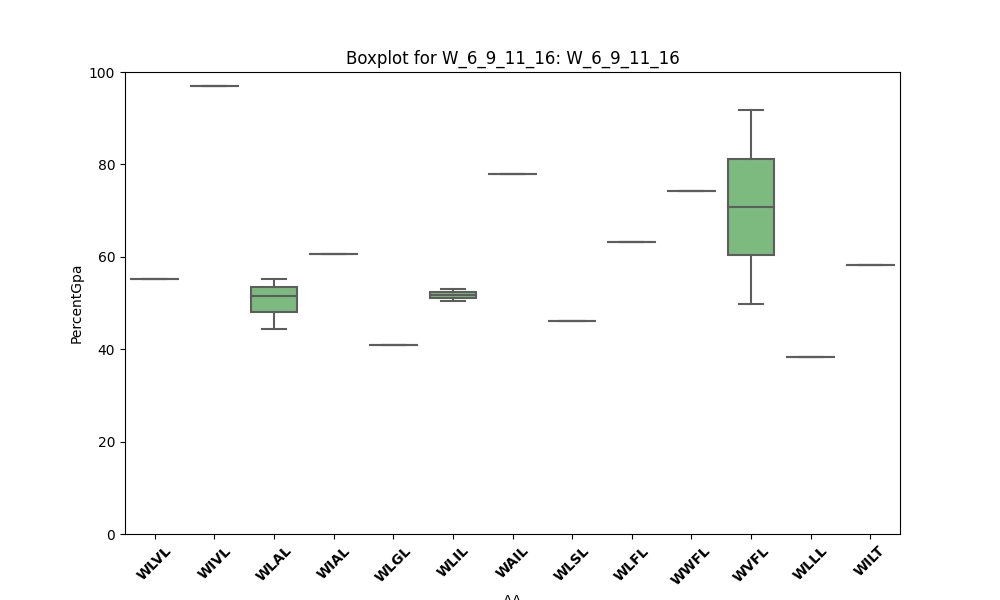 Boxplot for W_6_9_11_16: W_6_9_11_16
100
80
60
40
20
0
PercentGpa
WLVL
WIVL
WLAL
WIAL
WLGL
WLIL
WAIL
WLSL
WLFL
WWFL
WVFL
WLLL
WILT
AA